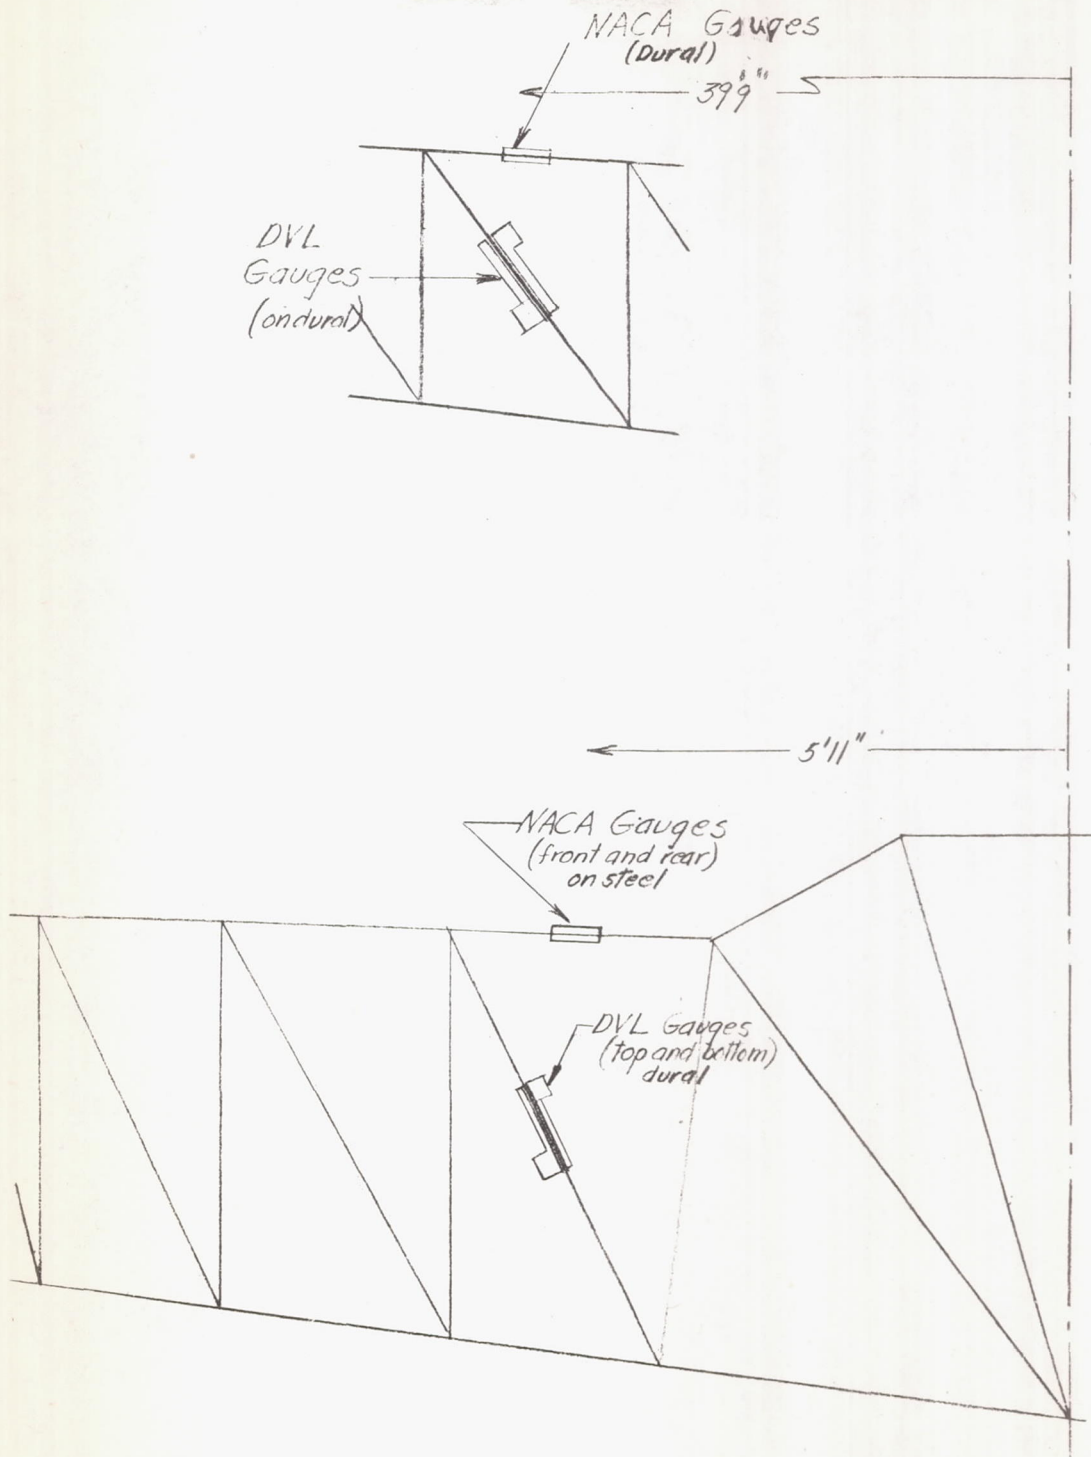 NACA Gauges
(Dural)
39'9"
DVL
Gauges
(on dural)
5'11"
NACA Gauges
(front and rear)
on steel
DVL Gauges
(top and bottom)
dural